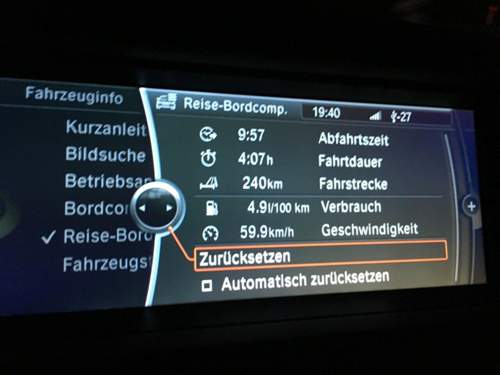 Fahrzeuginfo
Reise-Bordcomp.
19:40
-27
Kurzanleit
Bildsuche
Betriebsan
Bordcom
✓ Reise-Bord
Fahrzeugs
9:57 Abfahrtszeit
4:07h Fahrtdauer
240km Fahrstrecke
4.9l/100 km Verbrauch
59.9km/h Geschwindigkeit
Zurücksetzen
Automatisch zurücksetzen